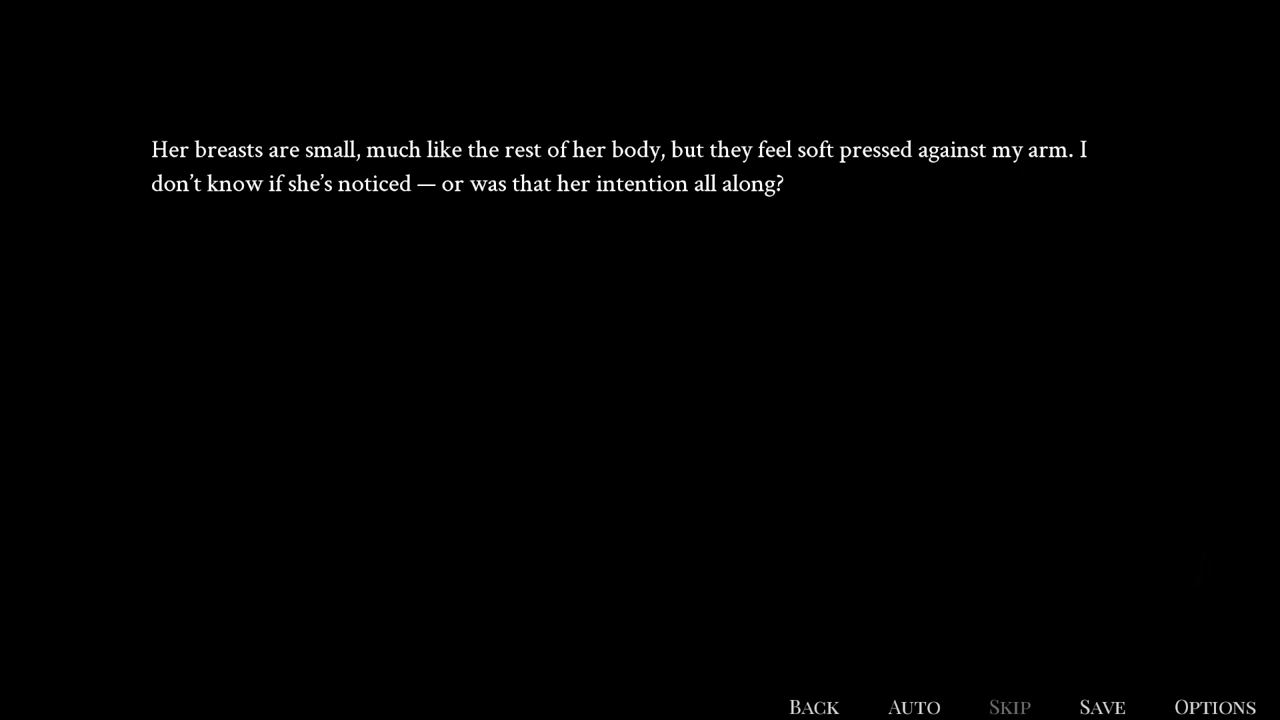 Her breasts are small, much like the rest of her body, but they feel soft pressed against my arm. I
don’t know if she’s noticed — or was that her intention all along?
BACK AUTO SKIP SAVE OPTIONS